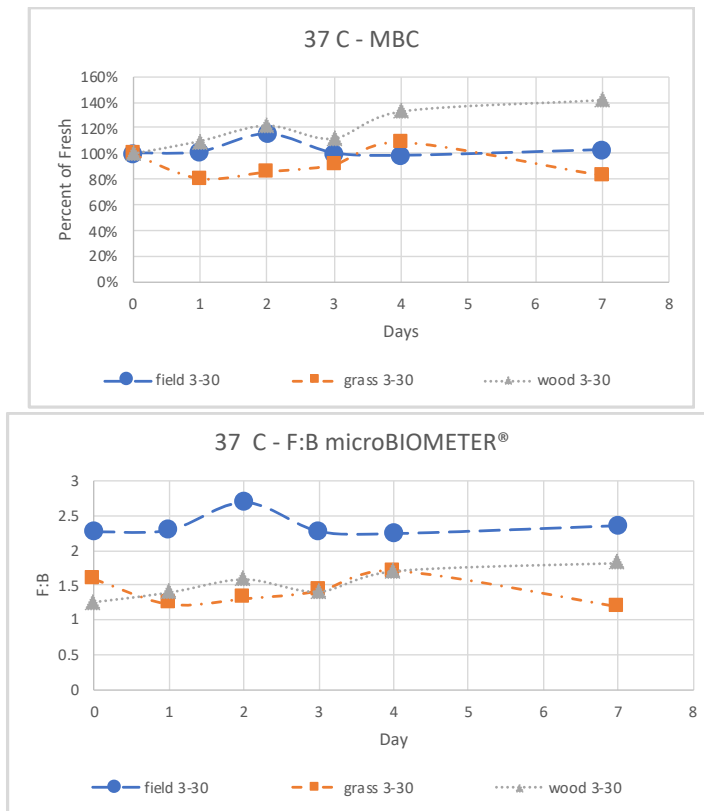 37 C - MBC
160%
140%
120%
100%
80%
60%
40%
20%
0%
Percent of Fresh
0 1 2 3 4 5 6 7 8
Days
field 3-30 grass 3-30 wood 3-30
37 C - F:B microBIOMETER®
3
2.5
2
1.5
1
0.5
0
F:B
0 1 2 3 4 5 6 7 8
Day
field 3-30 grass 3-30 wood 3-30